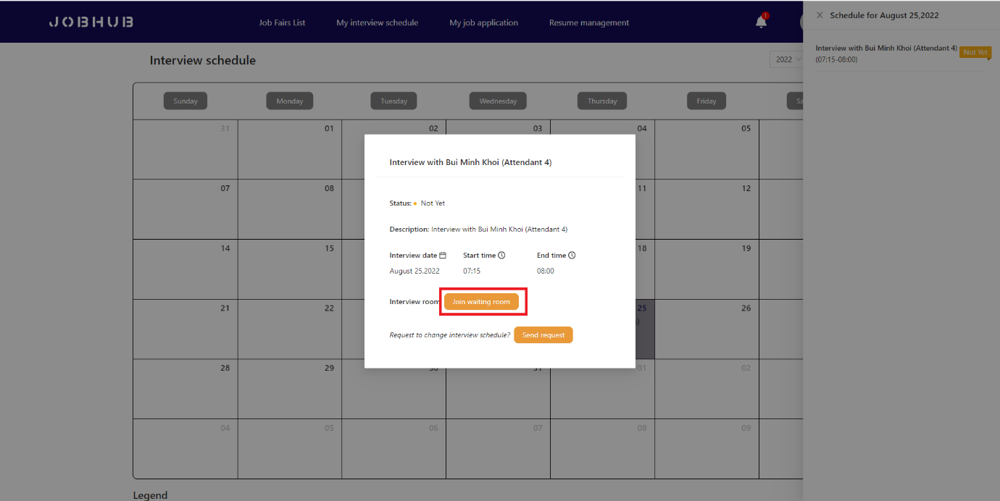 JOBHUB
Job Fairs List
My interview schedule
My job application
Resume management
1
Schedule for August 25,2022
Interview with Bui Minh Khoi (Attendant 4)
(07:15-08:00)
Not Yet
Interview schedule
2022
Sunday
Monday
Tuesday
Wednesday
Thursday
Friday
Sa
31 01 02 03 04 05
Interview with Bui Minh Khoi (Attendant 4)
07 08 11 12
Status: Not Yet
Description: Interview with Bui Minh Khoi (Attendant 4)
14 15 18 19
Interview date Start time End time
August 25.2022 07:15 08:00
Interview room Join waiting room
21 22 25 26
Request to change interview schedule? Send request
28 29 30 31 01 02
04 05 06 07 08 09
Legend